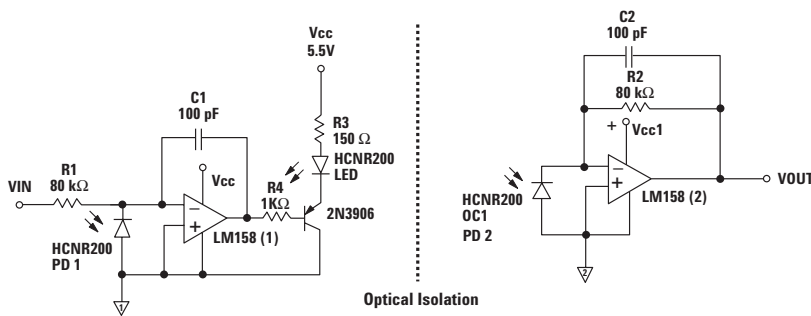 Vcc
5.5V
C1
100 pF
R3
150 Ω
R1
80 kΩ
VIN
Vcc
HCNR200
LED
R4
1KΩ
2N3906
LM158 (1)
HCNR200
PD 1
1
Optical Isolation
C2
100 pF
R2
80 kΩ
+
Vcc1
VOUT
LM158 (2)
HCNR200
OC1
PD 2
2